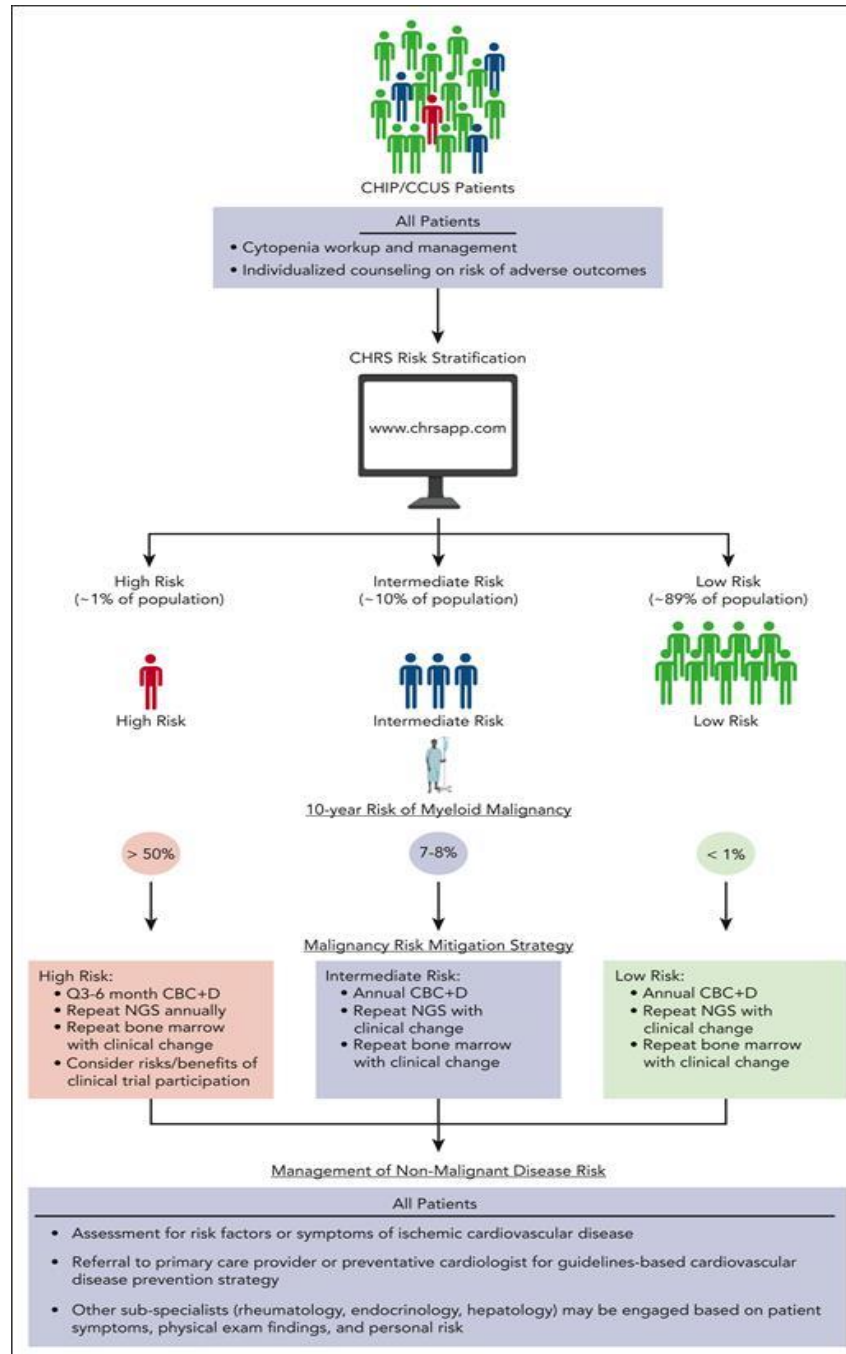 CHIP/CCUS Patients
All Patients
• Cytopenia workup and management
• Individualized counseling on risk of adverse outcomes
CHRS Risk Stratification
www.chrsapp.com
High Risk
(~1% of population)
Intermediate Risk
(~10% of population)
Low Risk
(~89% of population)
High Risk
Intermediate Risk
Low Risk
10-year Risk of Myeloid Malignancy
> 50%
7-8%
< 1%
Malignancy Risk Mitigation Strategy
High Risk:
• Q3-6 month CBC+D
• Repeat NGS annually
• Repeat bone marrow
with clinical change
• Consider risks/benefits of
clinical trial participation
Intermediate Risk:
• Annual CBC+D
• Repeat NGS with
clinical change
• Repeat bone marrow
with clinical change
Low Risk:
• Annual CBC+D
• Repeat NGS with
clinical change
• Repeat bone marrow
with clinical change
Management of Non-Malignant Disease Risk
All Patients
• Assessment for risk factors or symptoms of ischemic cardiovascular disease
• Referral to primary care provider or preventative cardiologist for guidelines-based cardiovascular
disease prevention strategy
• Other sub-specialists (rheumatology, endocrinology, hepatology) may be engaged based on patient
symptoms, physical exam findings, and personal risk